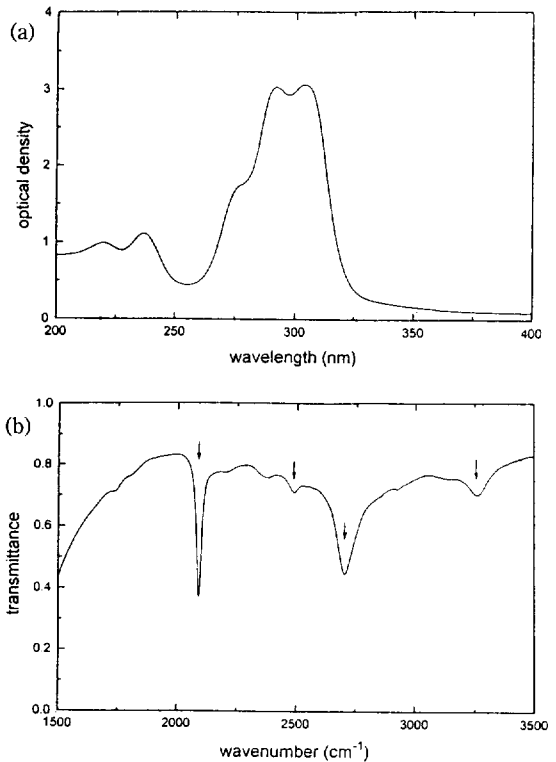 (a)
4
3
2
1
0
optical density
200 250 300 350 400
wavelength (nm)
(b)
1.0
0.8
0.6
0.4
0.2
0.0
transmittance
1500 2000 2500 3000 3500
wavenumber (cm⁻¹)